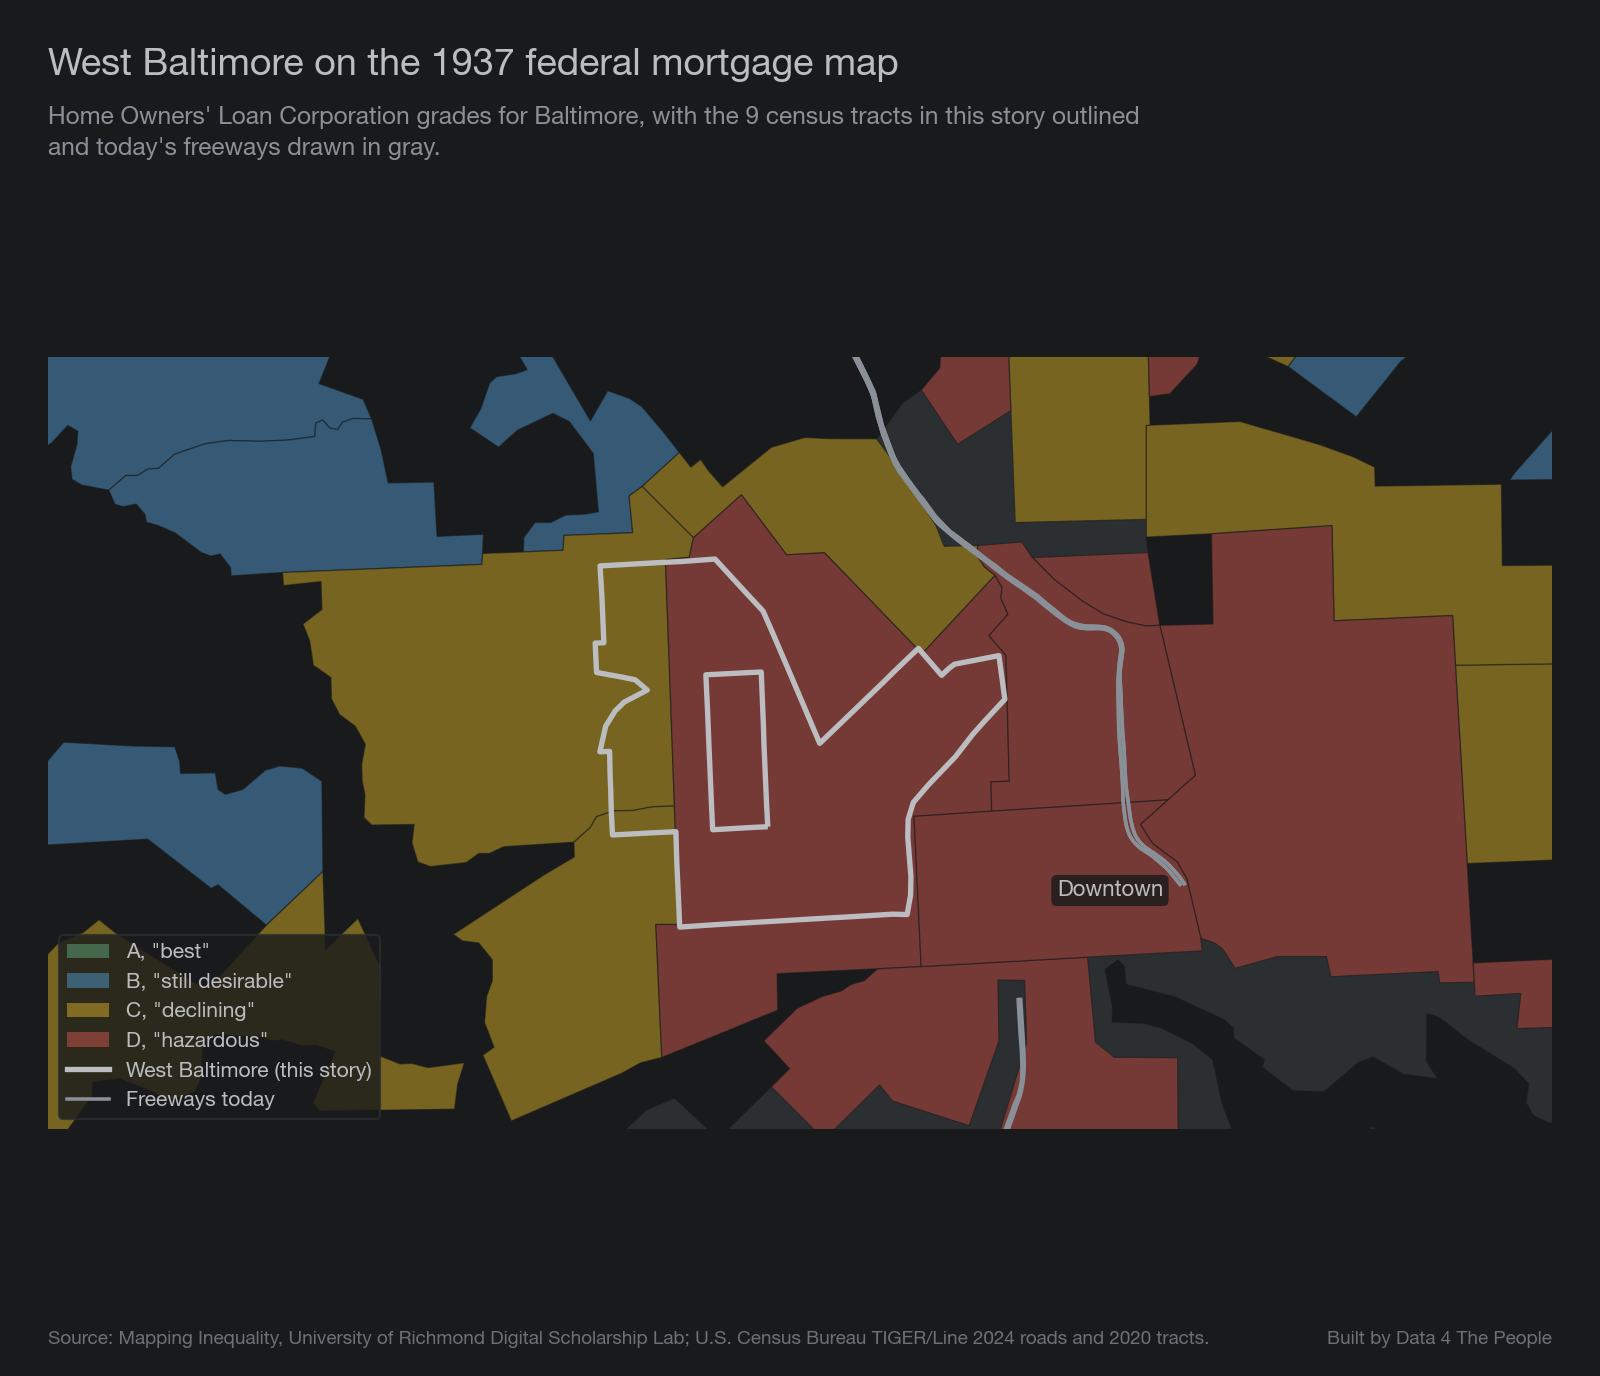 West Baltimore on the 1937 federal mortgage map
Home Owners' Loan Corporation grades for Baltimore, with the 9 census tracts in this story outlined
and today's freeways drawn in gray.
Downtown
A, "best"
B, "still desirable"
C, "declining"
D, "hazardous"
West Baltimore (this story)
Freeways today
Source: Mapping Inequality, University of Richmond Digital Scholarship Lab; U.S. Census Bureau TIGER/Line 2024 roads and 2020 tracts.
Built by Data 4 The People